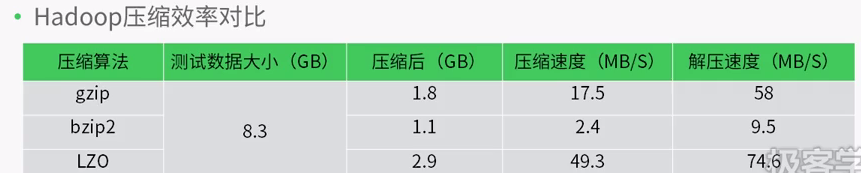 • Hadoop压缩效率对比
压缩算法 测试数据大小（GB） 压缩后（GB） 压缩速度（MB/S） 解压速度（MB/S）
gzip 8.3 1.8 17.5 58
bzip2 1.1 2.4 9.5
LZO 2.9 49.3 74.6
极客学